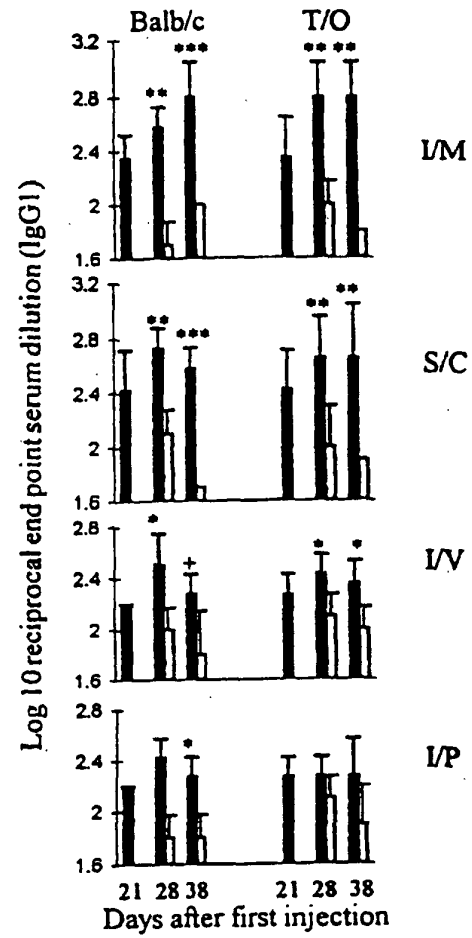 Balb/c T/O
Log 10 reciprocal end point serum dilution (IgG1)
3.2
2.8
2.4
2
1.6
** *** ** **
I/M
3.2
2.8
2.4
2
1.6
** *** ** **
S/C
2.8
2.4
2
1.6
* + * *
I/V
2.8
2.4
2
1.6
*
I/P
21 28 38 21 28 38
Days after first injection